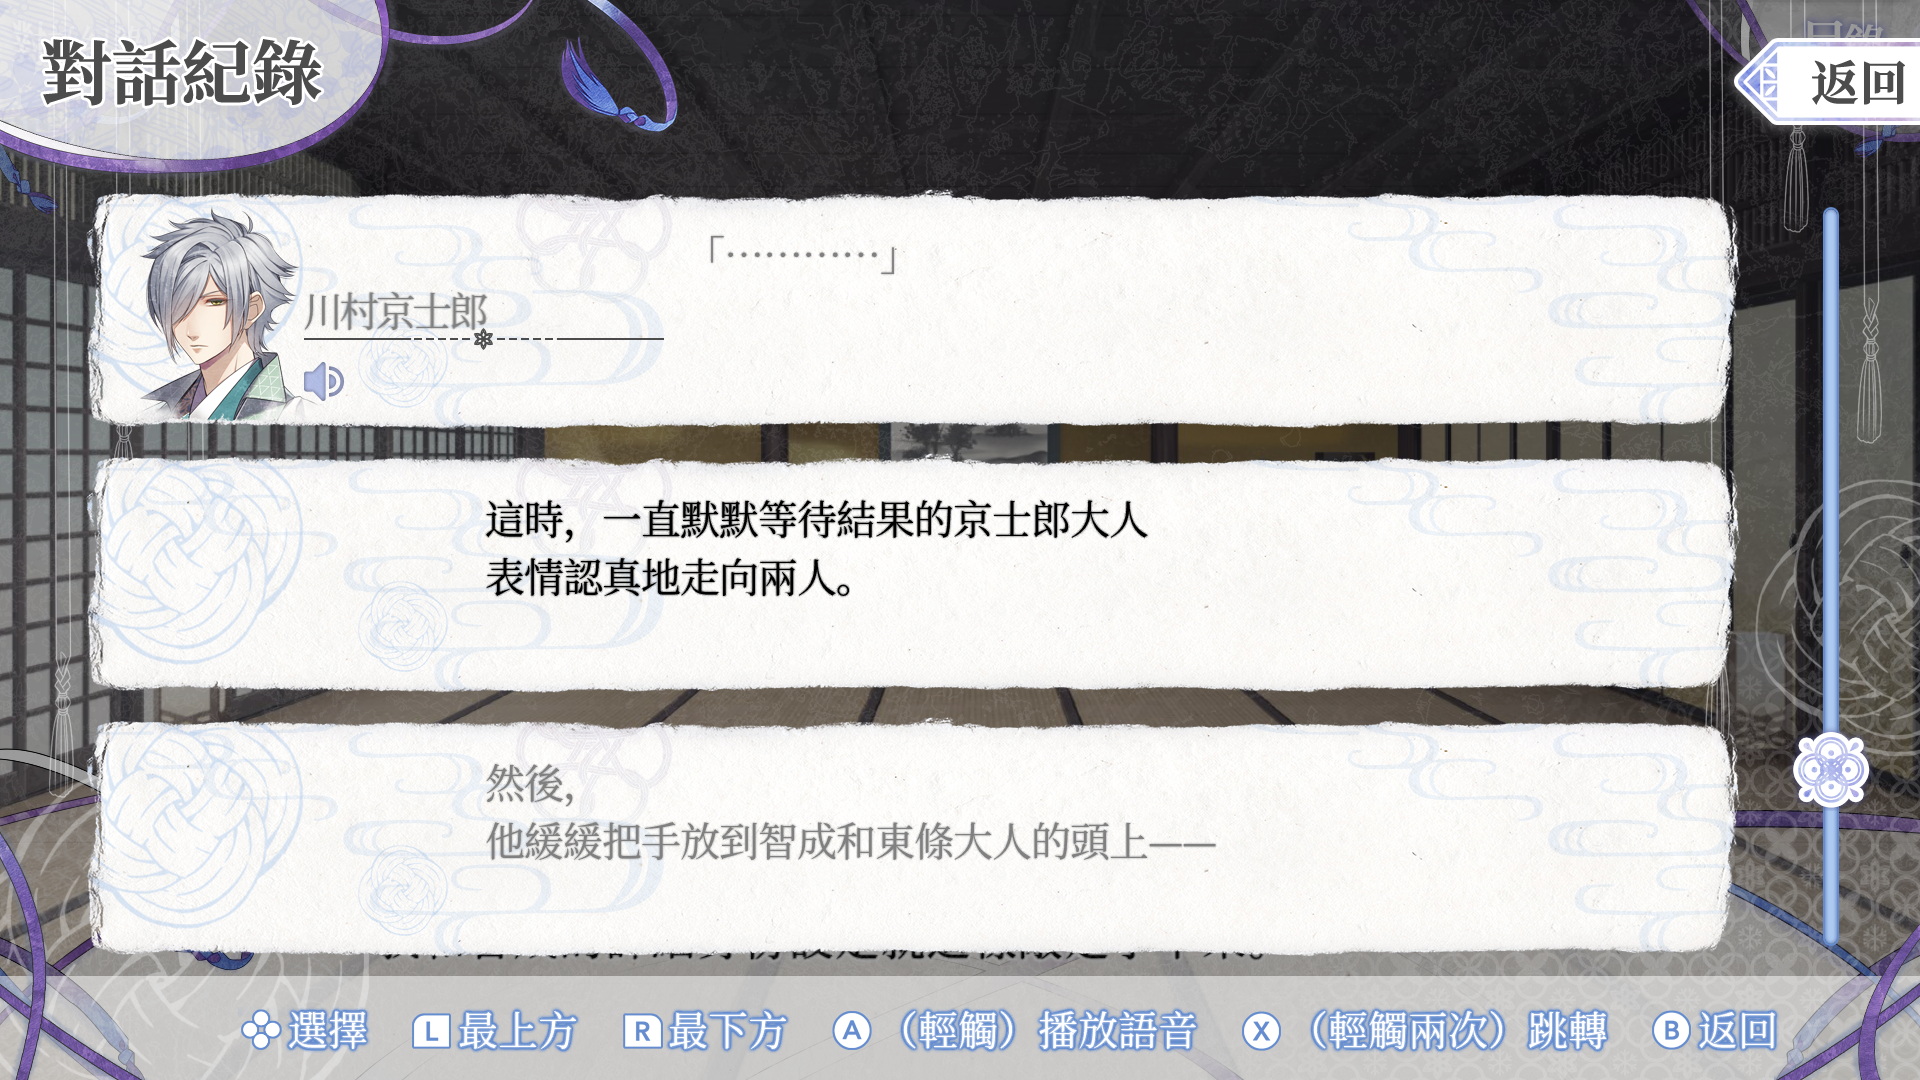 對話紀錄
返回
「…………」
川村京士郎
這時，一直默默等待結果的京士郎大人
表情認真地走向兩人。
然後，
他緩緩把手放到智成和東條大人的頭上——
選擇 L 最上方 R 最下方 A （輕觸）播放語音 X （輕觸兩次）跳轉 B 返回